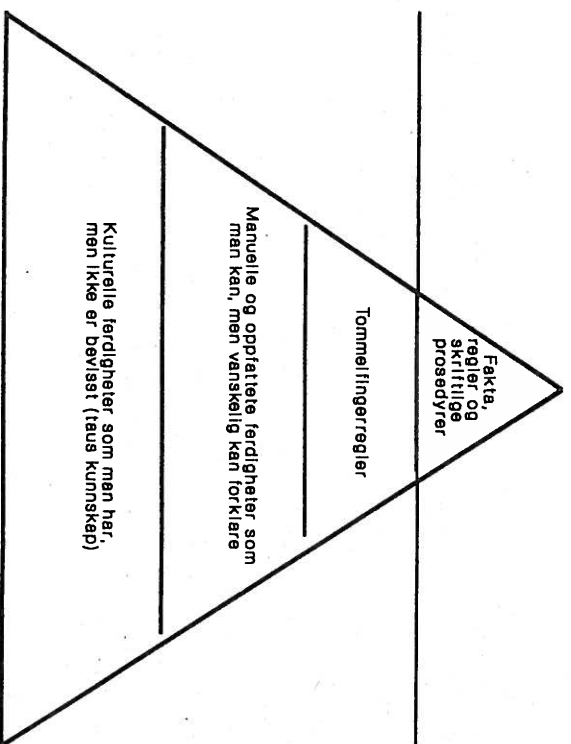 Fakta,
regler og
skriftilge
prosedyrer
Tommelfingerregler
Manuelle og oppfattete ferdigheter som
man kan, men vanskelig kan forklare
Kulturelle ferdigheter som man har,
men ikke er bevisst (taus kunnskap)